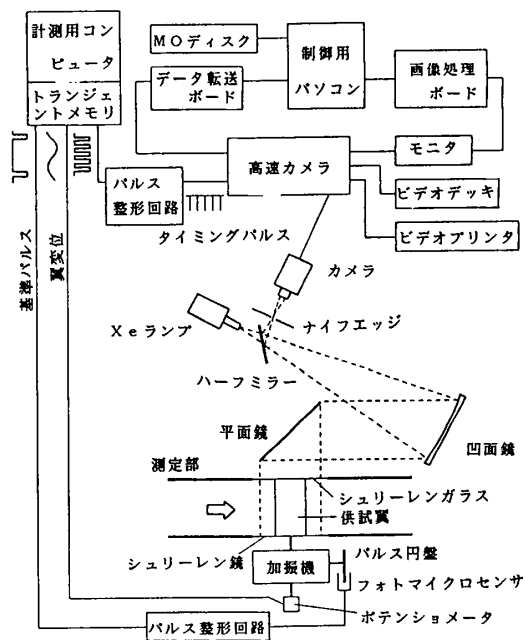 計測用コン
ピュータ
トランジェ
ントメモリ
MOディスク
制御用
パソコン
データ転送
ボード
画像処理
ボード
高速カメラ
モニタ
パルス
整形回路
ビデオデッキ
タイミングパルス
ビデオプリンタ
基準パルス
翼変位
カメラ
Xeランプ
ナイフエッジ
ハーフミラー
平面鏡
凹面鏡
測定部
シュリーレンガラス
供試翼
シュリーレン鏡
加振機
パルス円盤
フォトマイクロセンサ
ポテンショメータ
パルス整形回路